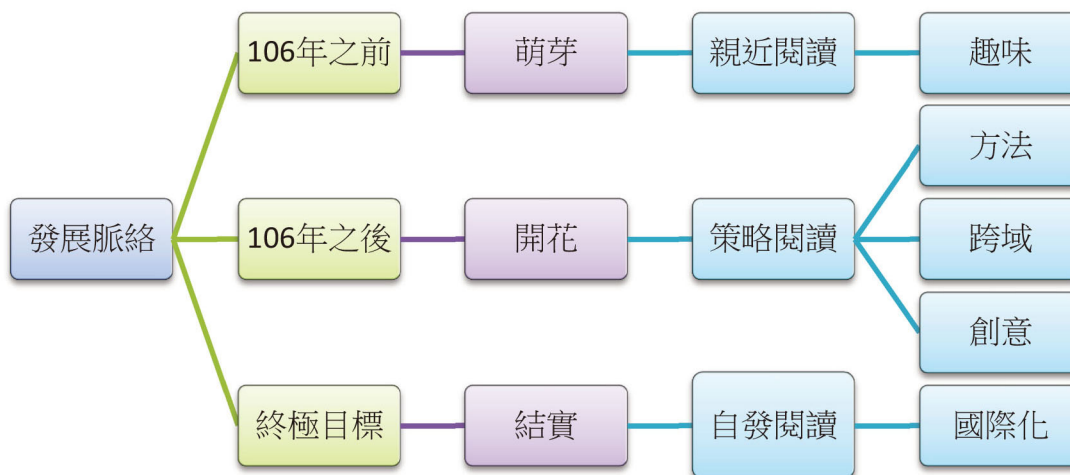 發展脈絡
106年之前
萌芽
親近閱讀
趣味
106年之後
開花
策略閱讀
方法
跨域
創意
終極目標
結實
自發閱讀
國際化